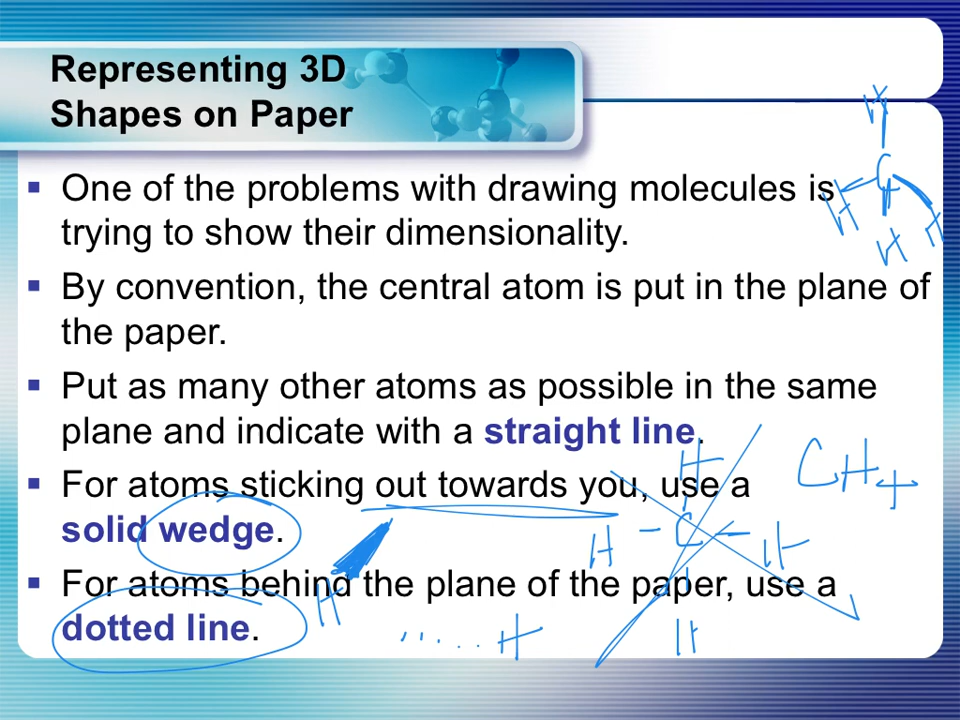 Representing 3D
Shapes on Paper
H
C
H
H
H
▪ One of the problems with drawing molecules is
trying to show their dimensionality.
▪ By convention, the central atom is put in the plane of
the paper.
▪ Put as many other atoms as possible in the same
plane and indicate with a straight line.
H
CH4
▪ For atoms sticking out towards you, use a
solid wedge.
H - C - H
▪ For atoms behind the plane of the paper, use a
H
dotted line.
...... H
H